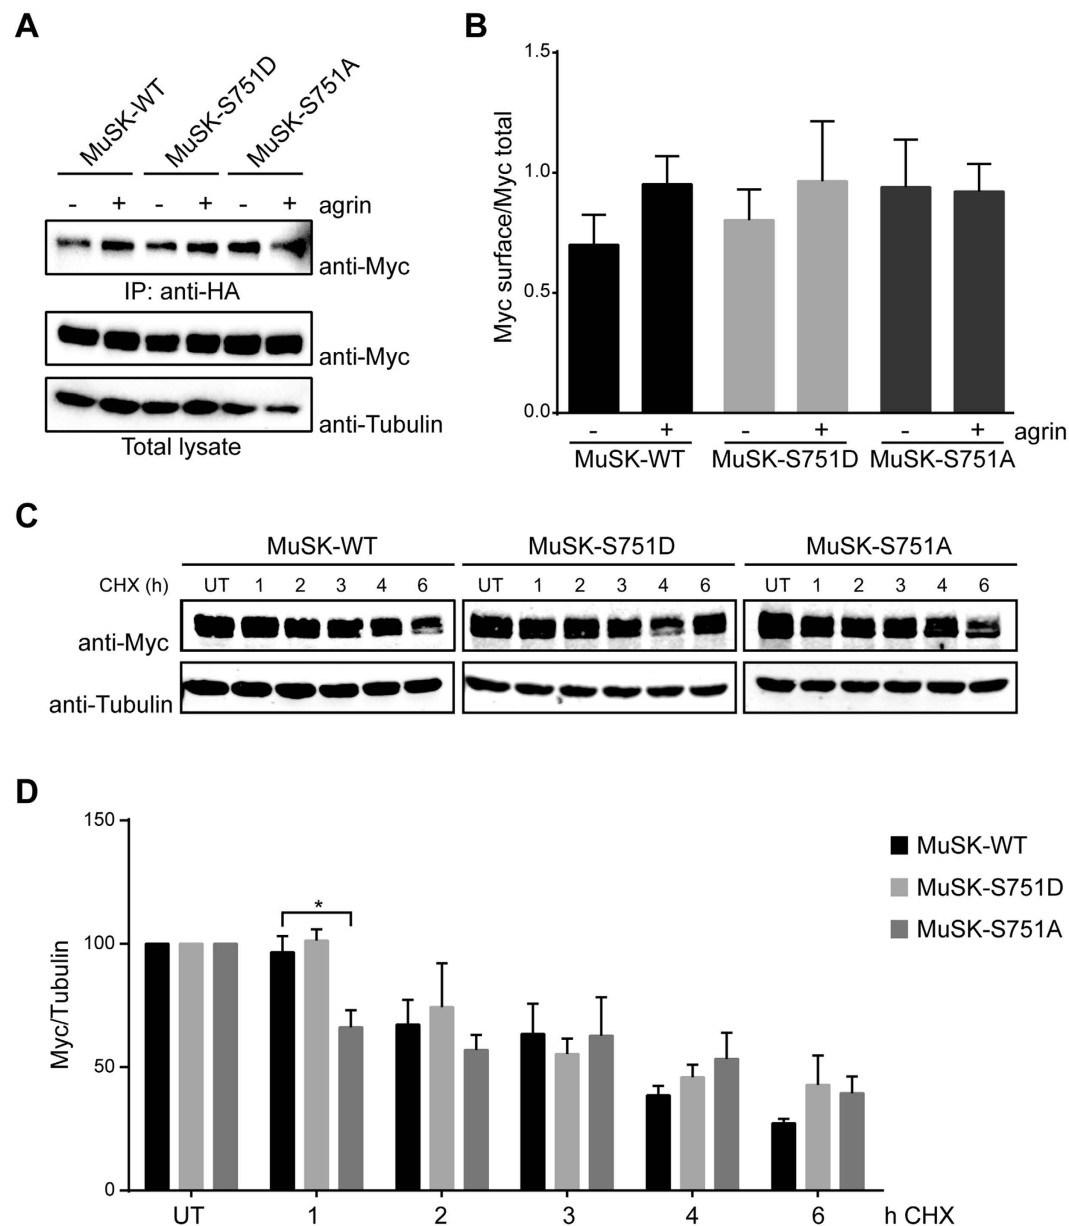 A
MuSK-WT
MuSK-S751D
MuSK-S751A
- + - + - + agrin
anti-Myc
IP: anti-HA
anti-Myc
anti-Tubulin
Total lysate
B
Myc surface/Myc total
1.5
1.0
0.5
0.0
- + - + - + agrin
MuSK-WT MuSK-S751D MuSK-S751A
C
MuSK-WT MuSK-S751D MuSK-S751A
CHX (h) UT 1 2 3 4 6 UT 1 2 3 4 6 UT 1 2 3 4 6
anti-Myc
anti-Tubulin
D
Myc/Tubulin
150
100
50
0
*
MuSK-WT
MuSK-S751D
MuSK-S751A
UT 1 2 3 4 6 h CHX